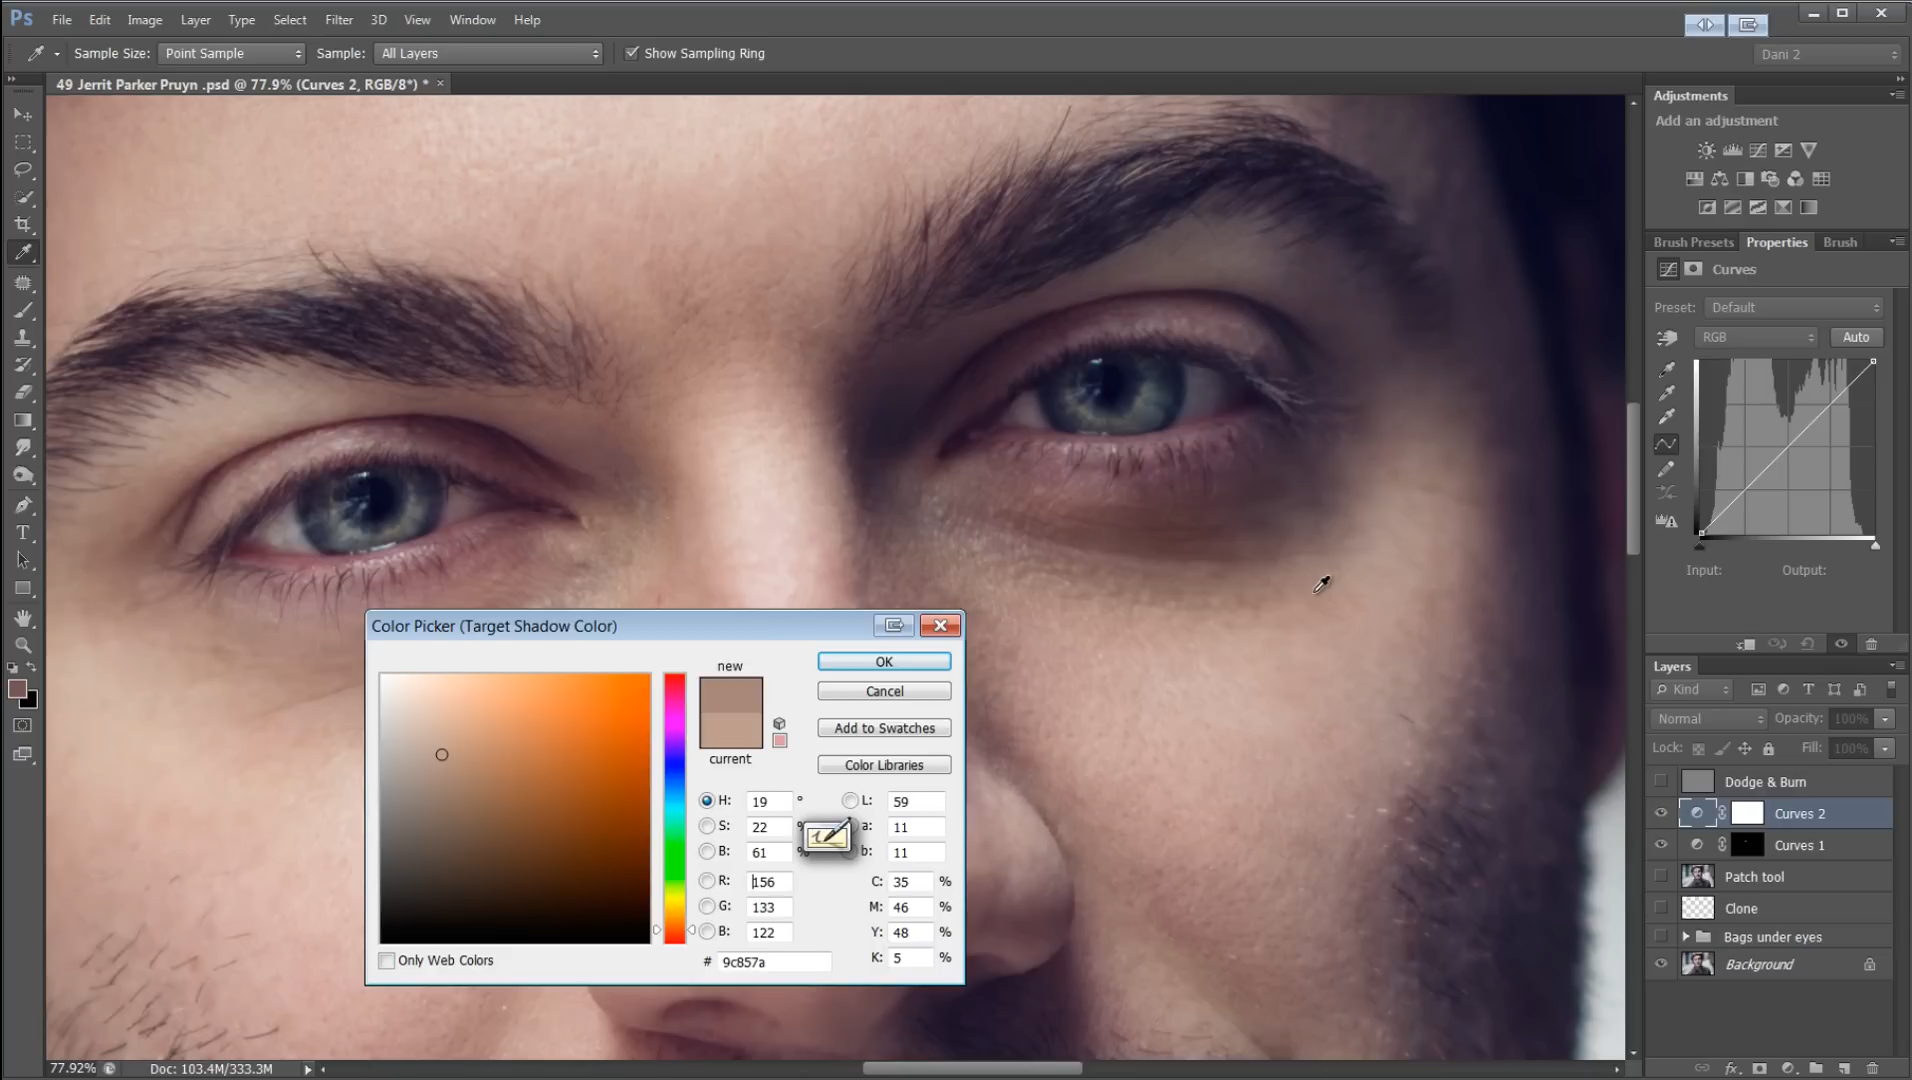 Ps File Edit Image Layer Type Select Filter 3D View Window Help
Sample Size: Point Sample Sample: All Layers Show Sampling Ring Dani 2
49 Jerrit Parker Pruyn .psd @ 77.9% (Curves 2, RGB/8*) * ×
Adjustments
Add an adjustment
Brush Presets Properties Brush
Curves
Preset: Default
RGB Auto
Input: Output:
Color Picker (Target Shadow Color)
new
current
OK
Cancel
Add to Swatches
Color Libraries
H: 19 °
S: 22 %
B: 61 %
R: 156
G: 133
B: 122
# 9c857a
L: 59
a: 11
b: 11
C: 35 %
M: 46 %
Y: 48 %
K: 5 %
Only Web Colors
Layers
Kind
Normal Opacity: 100%
Lock: Fill: 100%
Dodge & Burn
Curves 2
Curves 1
Patch tool
Clone
Bags under eyes
Background
fx
77.92% Doc: 103.4M/333.3M